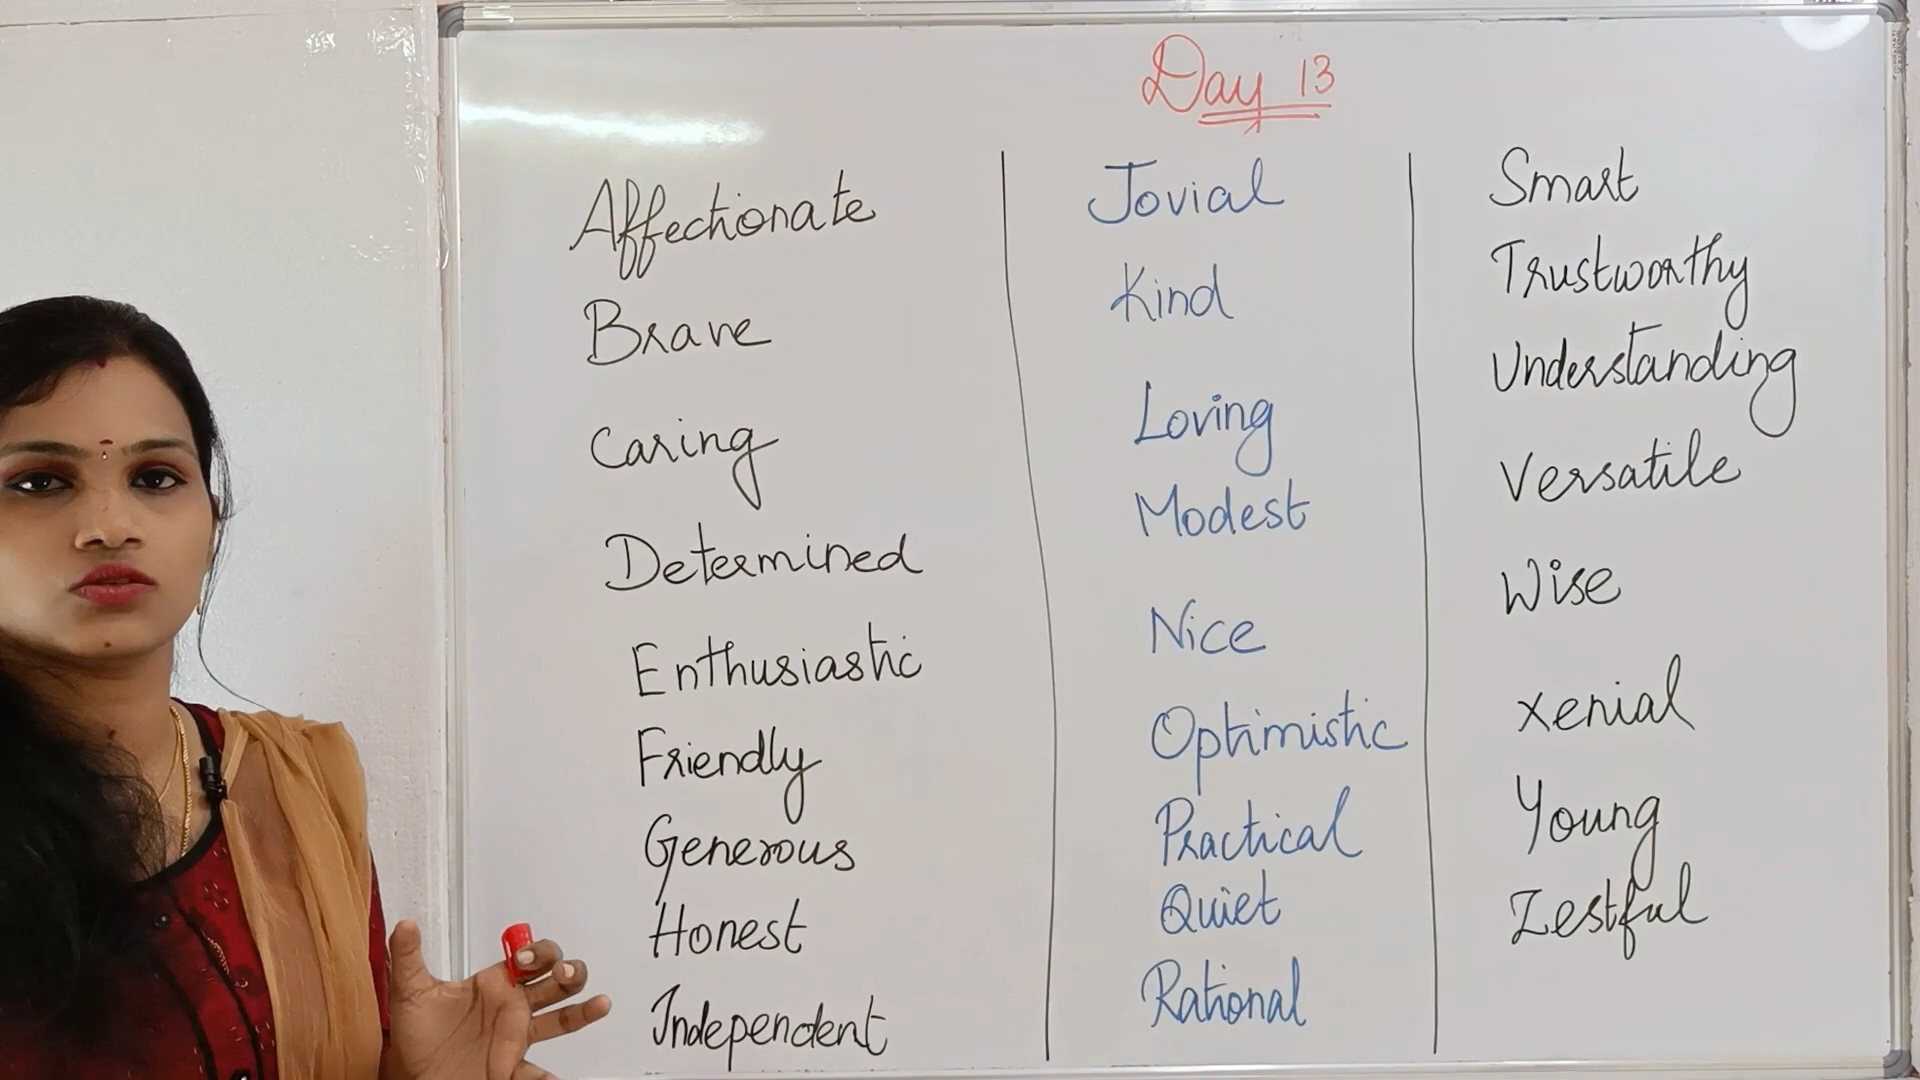 Day 13
Affectionate
Brave
Caring
Determined
Enthusiastic
Friendly
Generous
Honest
Independent
Jovial
Kind
Loving
Modest
Nice
Optimistic
Practical
Quiet
Rational
Smart
Trustworthy
Understanding
Versatile
Wise
Xenial
Young
Zestful